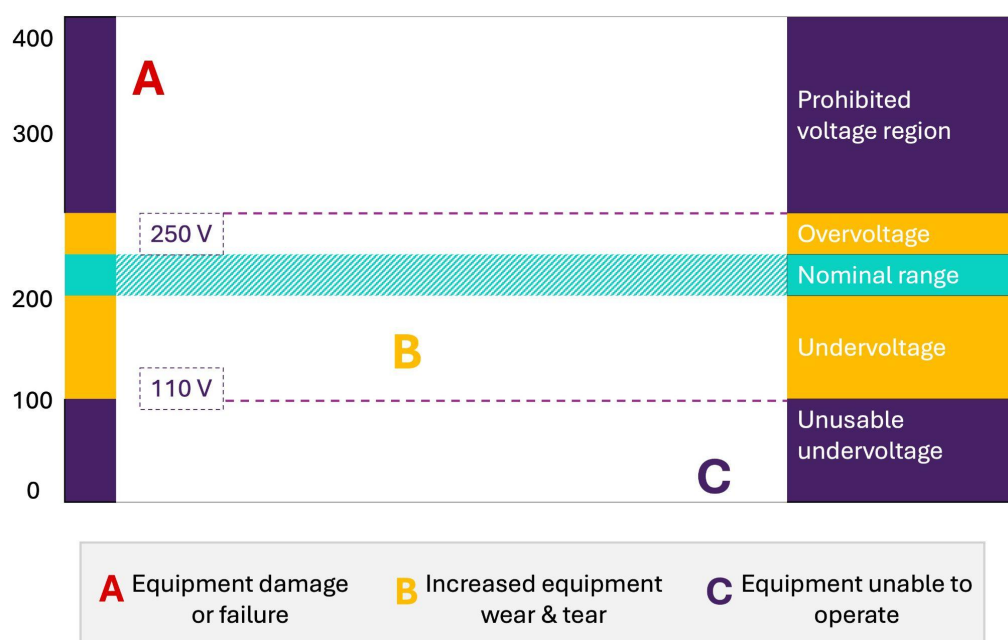 400
A
Prohibited
voltage region
300
250 V
Overvoltage
Nominal range
200
B
Undervoltage
110 V
100
Unusable
undervoltage
C
0
A Equipment damage
or failure
B Increased equipment
wear & tear
C Equipment unable to
operate